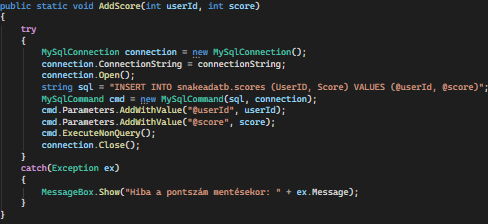 public static void AddScore(int userId, int score)
{
try
{
MySqlConnection connection = new MySqlConnection();
connection.ConnectionString = connectionString;
connection.Open();
string sql = "INSERT INTO snakeadatb.scores (UserID, Score) VALUES (@userId, @score)";
MySqlCommand cmd = new MySqlCommand(sql, connection);
cmd.Parameters.AddWithValue("@userId", userId);
cmd.Parameters.AddWithValue("@score", score);
cmd.ExecuteNonQuery();
connection.Close();
}
catch(Exception ex)
{
MessageBox.Show("Hiba a pontszám mentésekor: " + ex.Message);
}
}